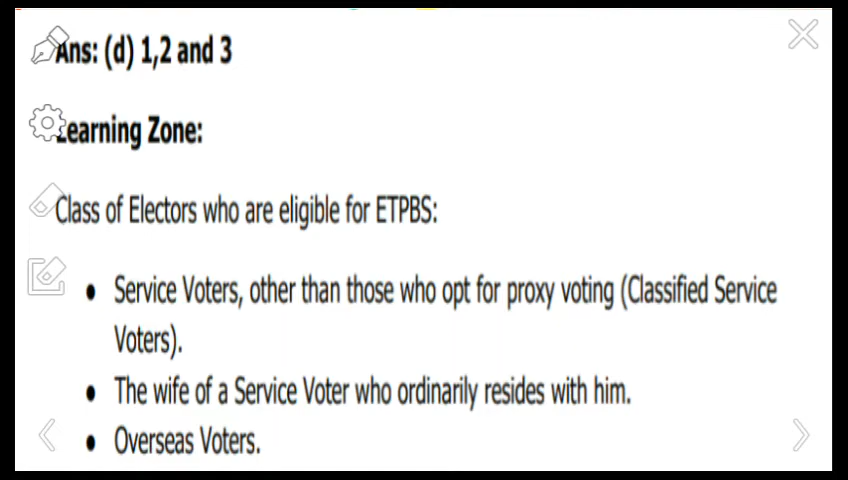 Ans: (d) 1,2 and 3
Learning Zone:
Class of Electors who are eligible for ETPBS:
● Service Voters, other than those who opt for proxy voting (Classified Service
Voters).
● The wife of a Service Voter who ordinarily resides with him.
● Overseas Voters.